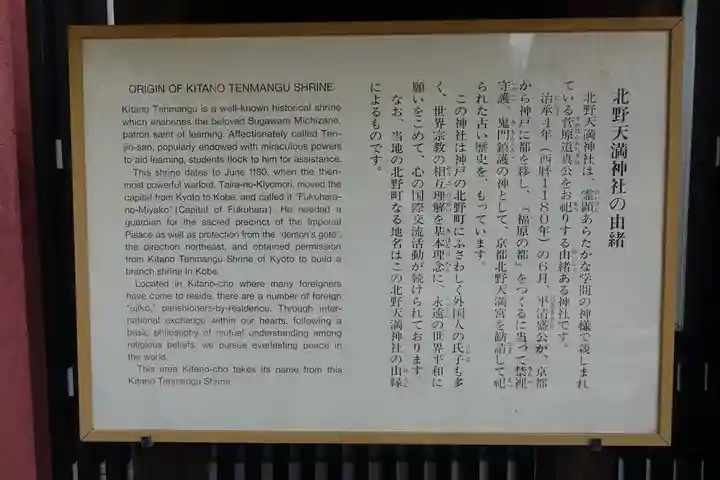 ORIGIN OF KITANO TENMANGU SHRINE
Kitano Tenmangu is a well-known historical shrine
which enshrines the beloved Sugawara Michizane,
patron saint of learning. Affectionately called Ten-
jin-san, popularly endowed with miraculous powers
to aid learning, students flock to him for assistance.
This shrine dates to June 1180, when the then-
most powerful warlord, Taira-no-Kiyomori, moved the
capital from Kyoto to Kobe, and called it "Fukuhara-
no-Miyako" (Capital of Fukuhara). He needed a
guardian for the sacred precinct of the Imperial
Palace as well as protection from the "demon's gate",
the direction northeast, and obtained permission
from Kitano Tenmangu Shrine of Kyoto to build a
branch shrine in Kobe.
Located in Kitano-cho where many foreigners
have come to reside, there are a number of foreign
"ujiko," parishioners-by-residence. Through inter-
national exchange within our hearts, following a
basic philosophy of mutual understanding among
religious beliefs, we pursue everlasting peace in
the world.
This area Kitano-cho takes its name from this
Kitano Tenmangu Shrine.
北野天満神社の由緒
北野天満神社は、霊顕あらたかな学問の神様で親しまれ
ている菅原道真公をお祀りする由緒ある神社です。
治承4年（西暦1180年）の6月、平清盛公が、京都
から神戸に都を移し、『福原の都』をつくるに当って禁裡
守護、鬼門鎮護の神として、京都北野天満宮を勧請して祀
られた古い歴史を、もっています。
この神社は神戸の北野町にふさわしく外国人の氏子も多
く、世界宗教の相互理解を基本理念に、永遠の世界平和に
願いをこめて、心の国際交流活動が続けられております。
なお、当地の北野町なる地名はこの北野天満神社の由縁
によるものです。